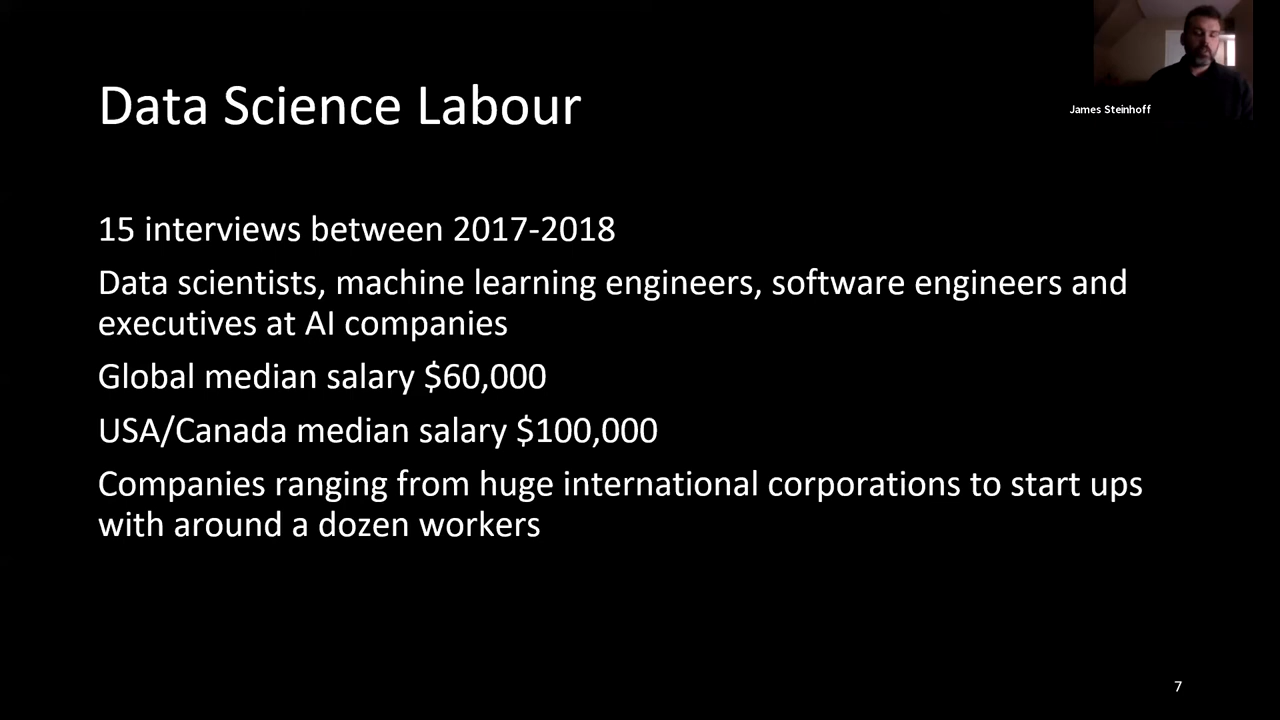 Data Science Labour
James Steinhoff
15 interviews between 2017-2018
Data scientists, machine learning engineers, software engineers and
executives at AI companies
Global median salary $60,000
USA/Canada median salary $100,000
Companies ranging from huge international corporations to start ups
with around a dozen workers
7